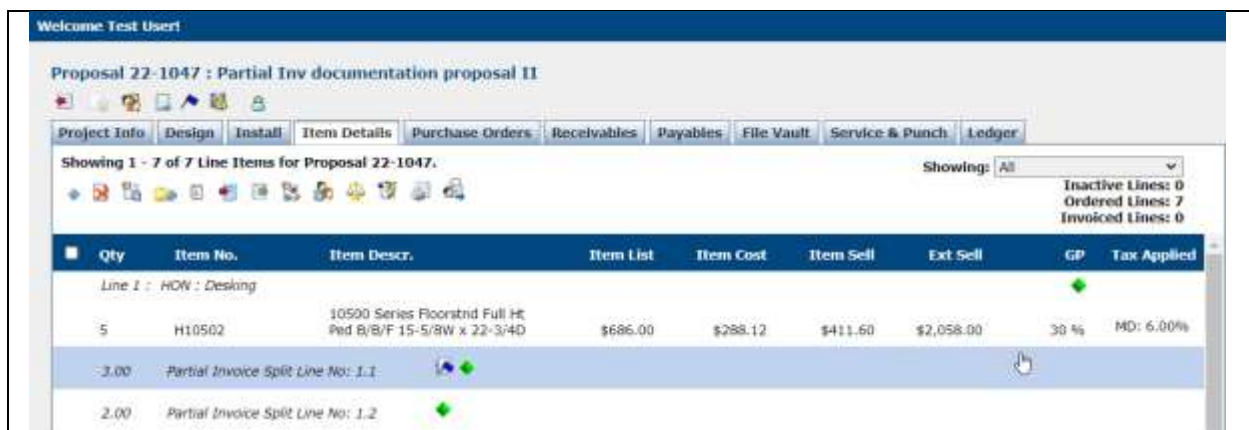 Welcome Test User!
Proposal 22-1047 : Partial Inv documentation proposal II
Project Info Design Install Item Details Purchase Orders Receivables Payables File Vault Service & Punch Ledger
Showing 1 - 7 of 7 Line Items for Proposal 22-1047.
Showing: All
Inactive Lines: 0
Ordered Lines: 7
Invoiced Lines: 0
Qty Item No. Item Descr. Item List Item Cost Item Sell Ext Sell GP Tax Applied
Line 1 : HON : Desking
10500 Series Floorstnd Full Ht
5 H10502 Ped B/B/F 15-5/8W x 22-3/4D $686.00 $288.12 $411.60 $2,058.00 30 % MD: 6.00%
3.00 Partial Invoice Split Line No: 1.1
2.00 Partial Invoice Split Line No: 1.2